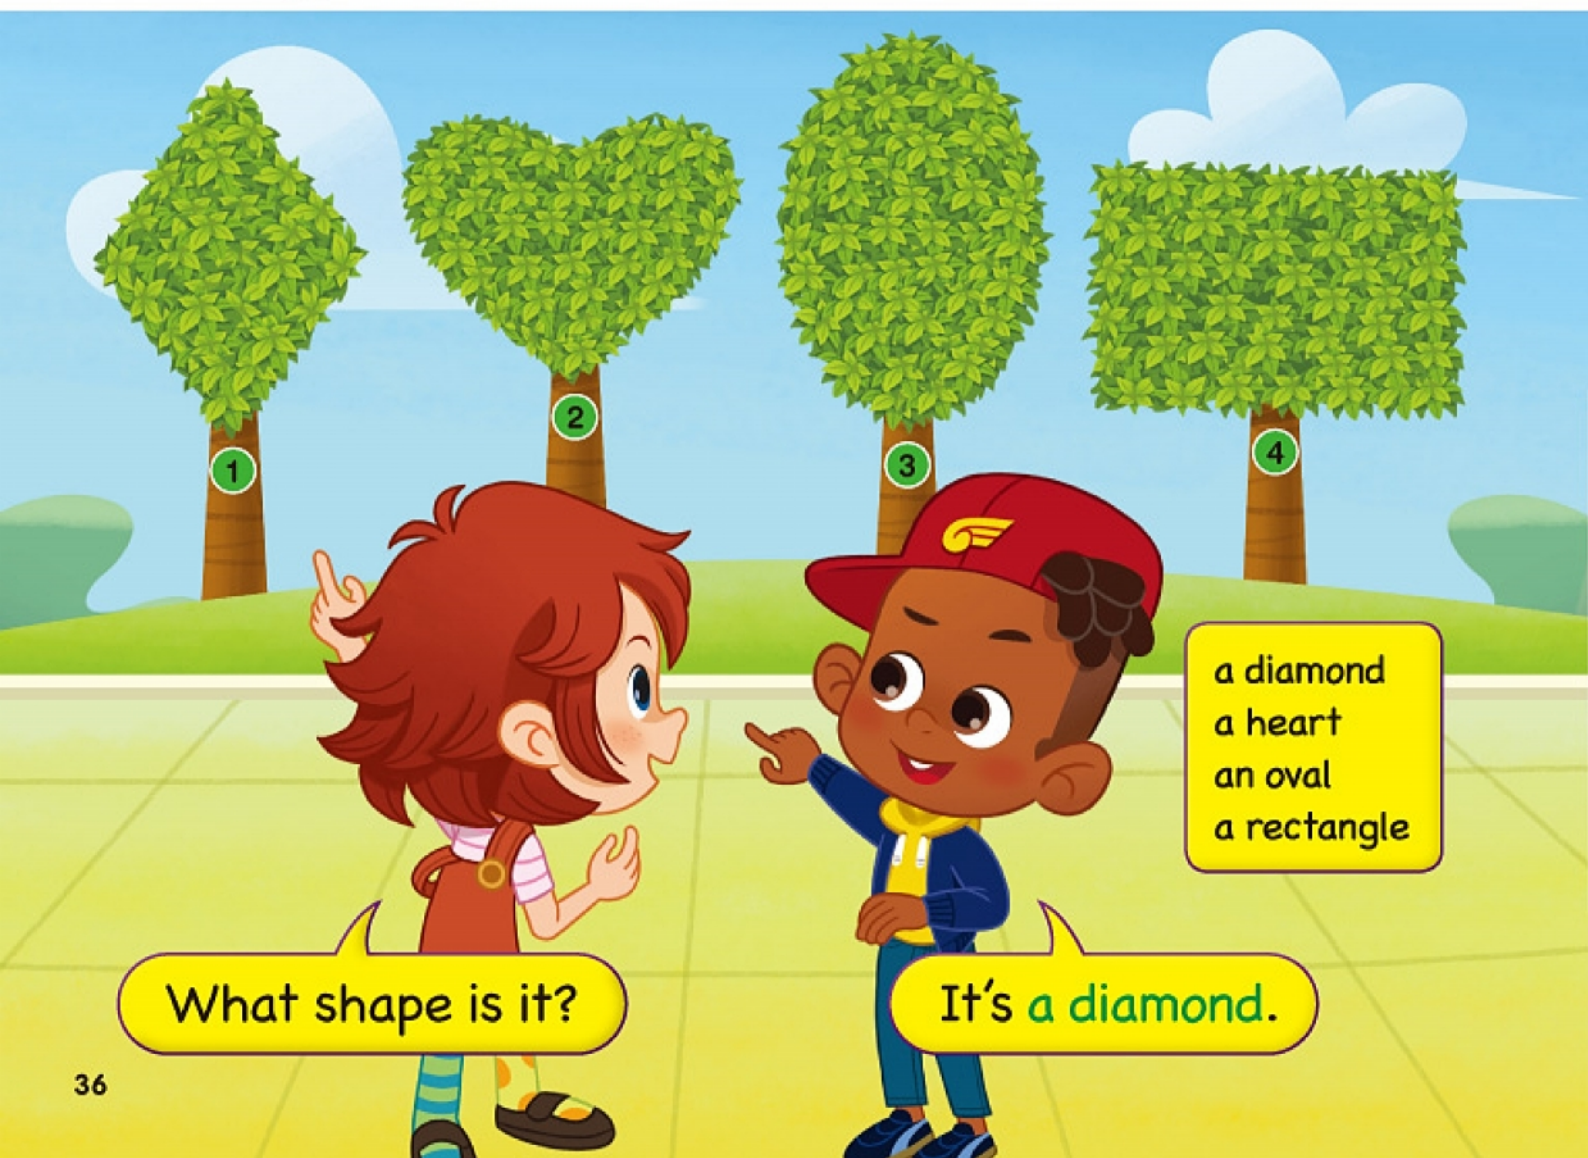 1
2
3
4
a diamond
a heart
an oval
a rectangle
What shape is it?
It's a diamond.
36